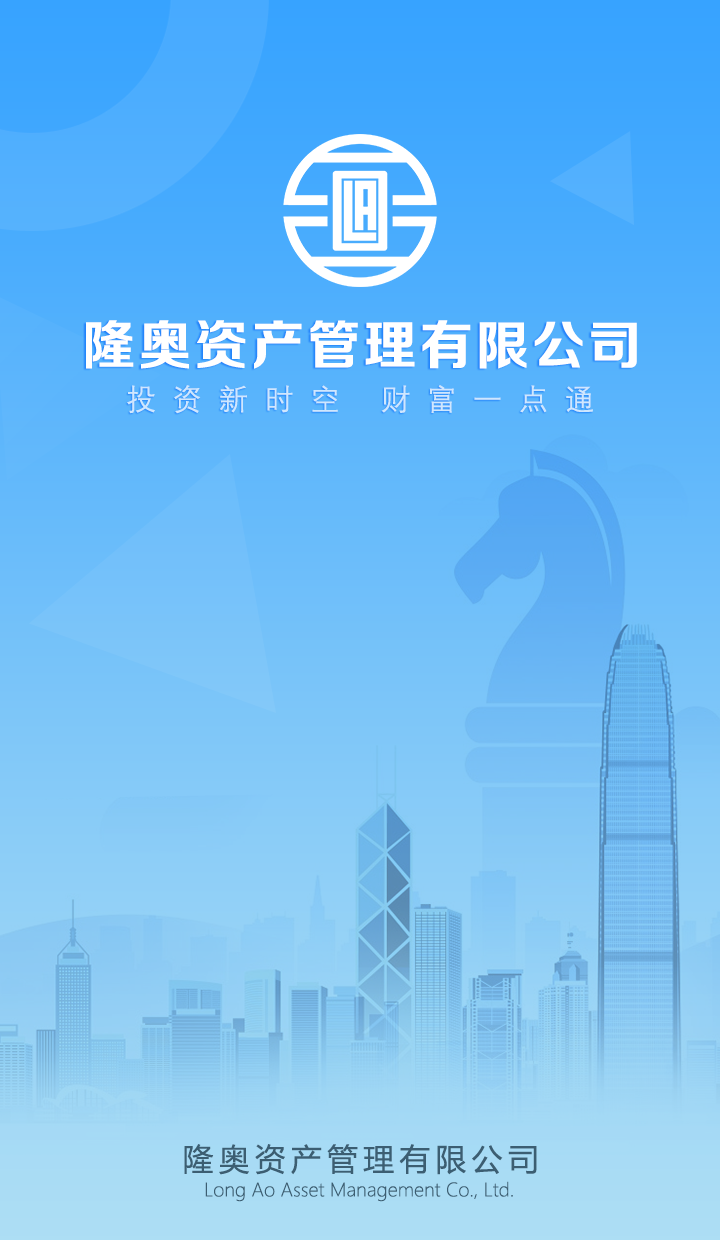 隆奥资产管理有限公司
投资新时空 财富一点通
隆奥资产管理有限公司
Long Ao Asset Management Co., Ltd.